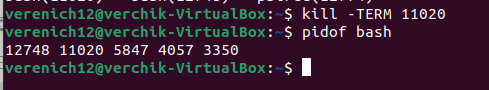 verenich12@verchik-VirtualBox:~$ kill -TERM 11020
verenich12@verchik-VirtualBox:~$ pidof bash
12748 11020 5847 4057 3350
verenich12@verchik-VirtualBox:~$